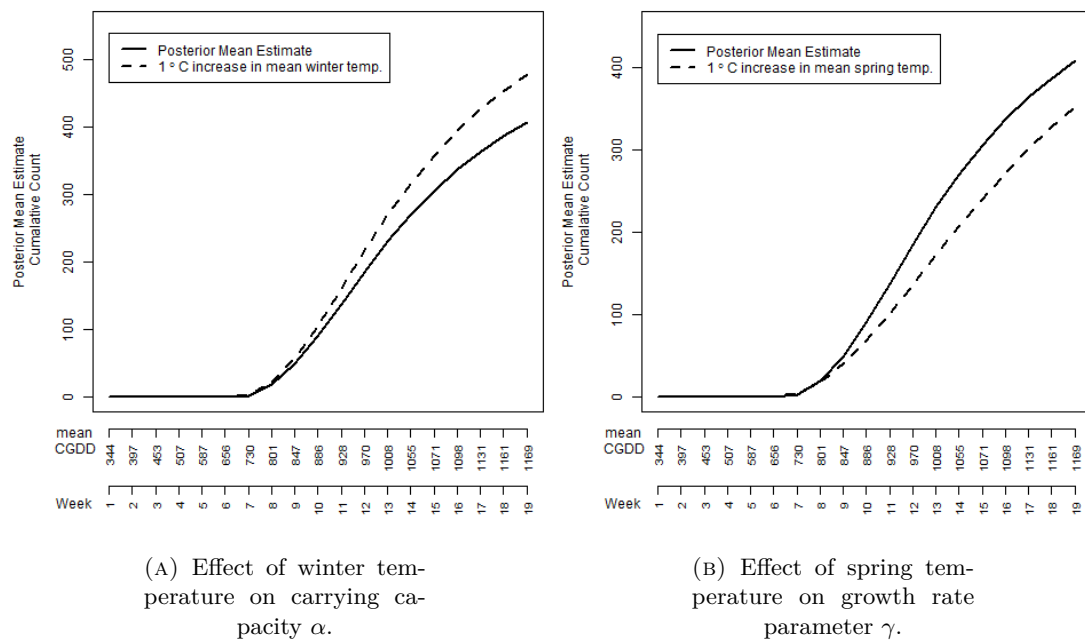 Posterior Mean Estimate
1 ° C increase in mean winter temp.
Posterior Mean Estimate
Cumalative Count
0
100
200
300
400
500
mean
CGDD
344 397 453 507 587 656 730 801 847 886 928 970 1008 1055 1071 1098 1131 1161 1169
Week
1 2 3 4 5 6 7 8 9 10 11 12 13 14 15 16 17 18 19
(A) Effect of winter tem-
perature on carrying ca-
pacity α.
Posterior Mean Estimate
1 ° C increase in mean spring temp.
Posterior Mean Estimate
Cumalative Count
0
100
200
300
400
mean
CGDD
344 397 453 507 587 656 730 801 847 886 928 970 1008 1055 1071 1098 1131 1161 1169
Week
1 2 3 4 5 6 7 8 9 10 11 12 13 14 15 16 17 18 19
(B) Effect of spring tem-
perature on growth rate
parameter γ.